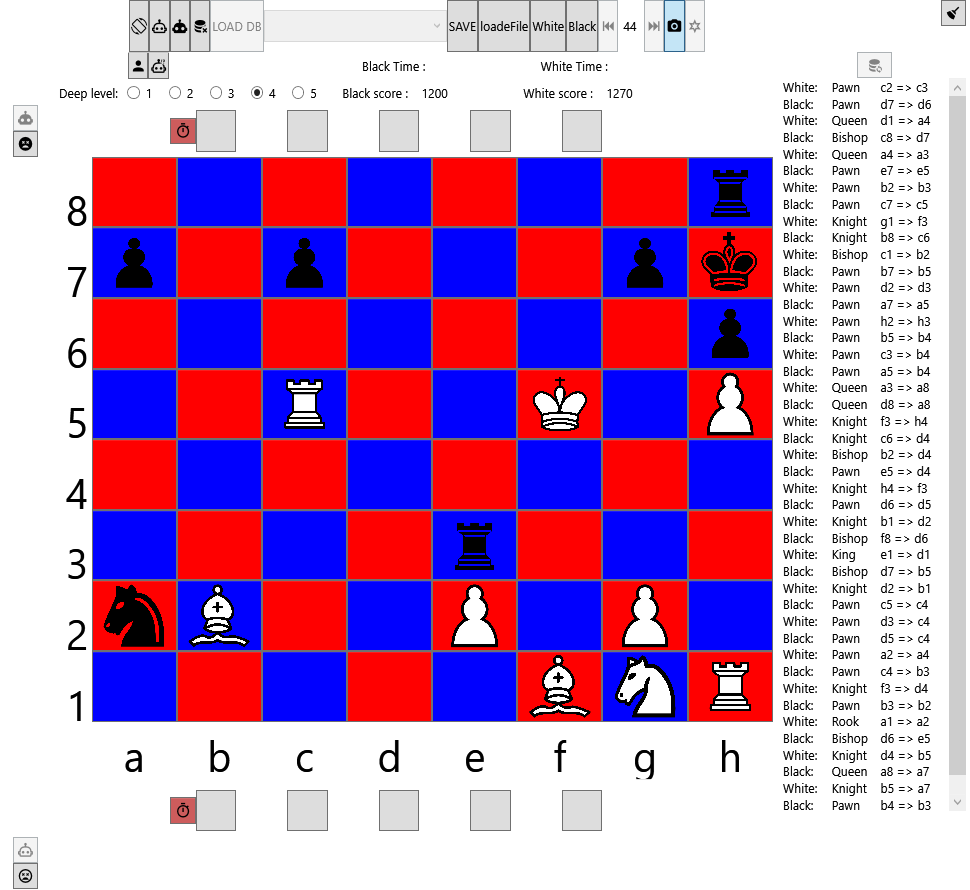 LOAD DB SAVE loadeFile White Black 44
Black Time : White Time :
Deep level: 1 2 3 4 5 Black score : 1200 White score : 1270
8
7
6
5
4
3
2
1
a b c d e f g h
White: Pawn c2 => c3
Black: Pawn d7 => d6
White: Queen d1 => a4
Black: Bishop c8 => d7
White: Queen a4 => a3
Black: Pawn e7 => e5
White: Pawn b2 => b3
Black: Pawn c7 => c5
White: Knight g1 => f3
Black: Knight b8 => c6
White: Bishop c1 => b2
Black: Pawn b7 => b5
White: Pawn d2 => d3
Black: Pawn a7 => a5
White: Pawn h2 => h3
Black: Pawn b5 => b4
White: Pawn c3 => b4
Black: Pawn a5 => b4
White: Queen a3 => a8
Black: Queen d8 => a8
White: Knight f3 => h4
Black: Knight c6 => d4
White: Bishop b2 => d4
Black: Pawn e5 => d4
White: Knight h4 => f3
Black: Pawn d6 => d5
White: Knight b1 => d2
Black: Bishop f8 => d6
White: King e1 => d1
Black: Bishop d7 => b5
White: Knight d2 => b1
Black: Pawn c5 => c4
White: Pawn d3 => c4
Black: Pawn d5 => c4
White: Pawn a2 => a4
Black: Pawn c4 => b3
White: Knight f3 => d4
Black: Pawn b3 => b2
White: Rook a1 => a2
Black: Bishop d6 => e5
White: Knight d4 => b5
Black: Queen a8 => a7
White: Knight b5 => a7
Black: Pawn b4 => b3